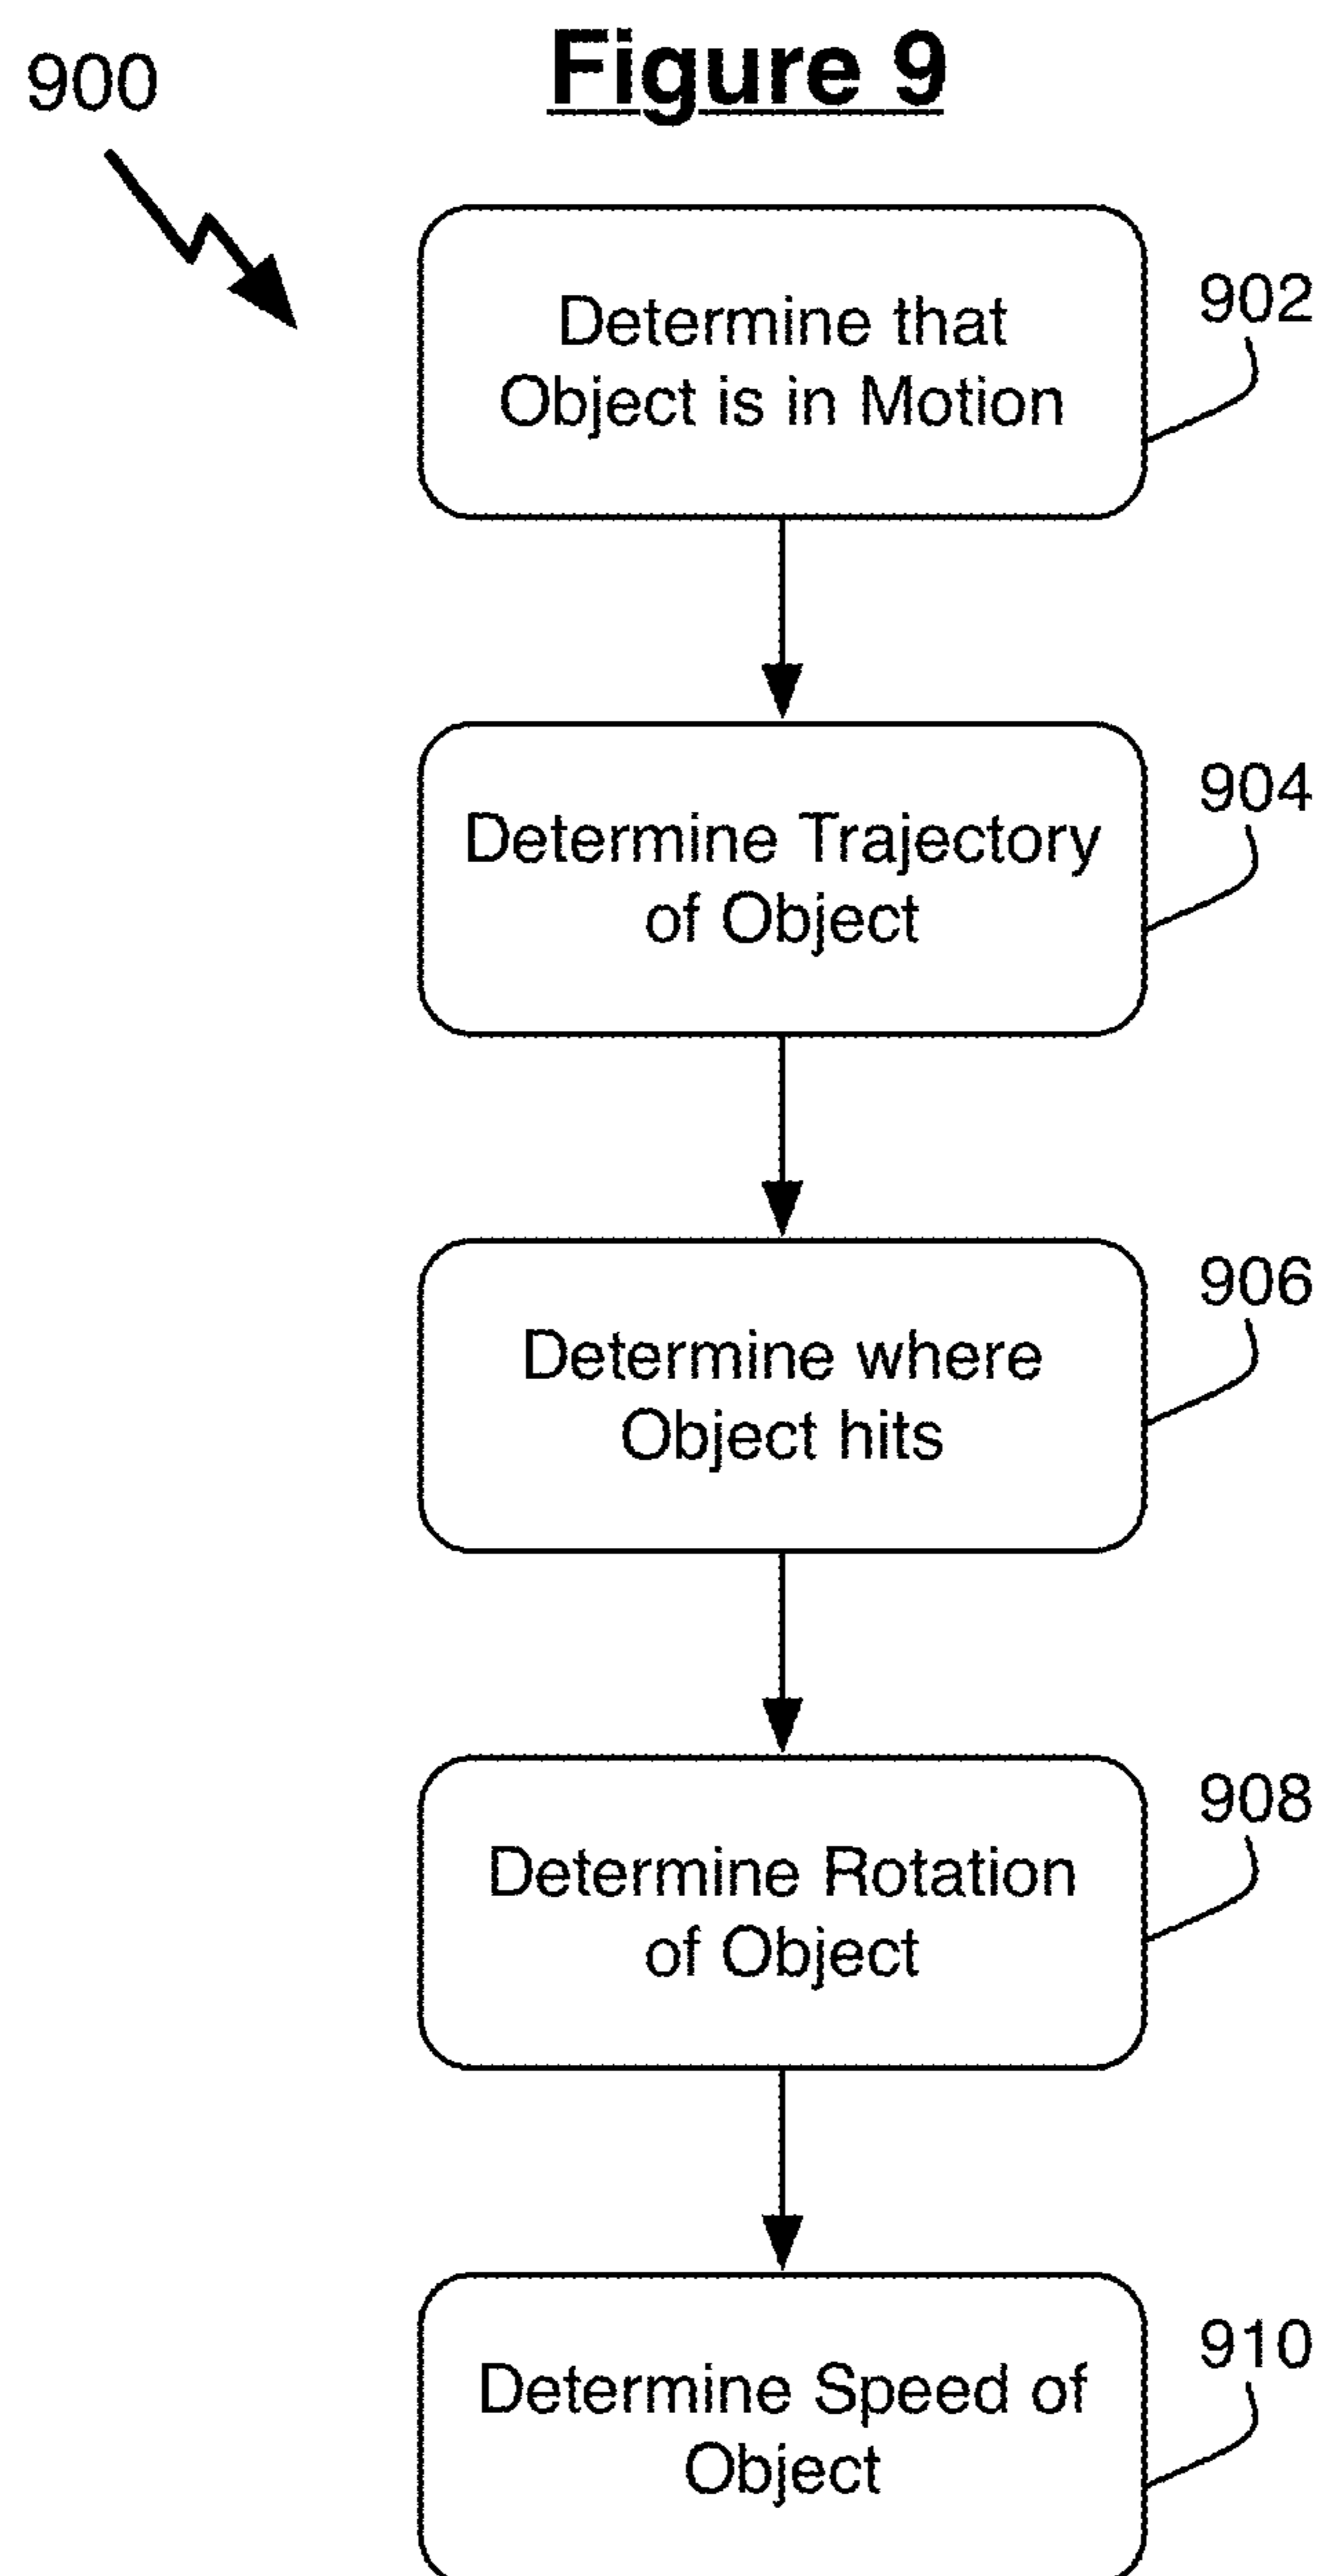 900
Figure 9
Determine that
Object is in Motion
902
Determine Trajectory
of Object
904
Determine where
Object hits
906
Determine Rotation
of Object
908
Determine Speed of
Object
910